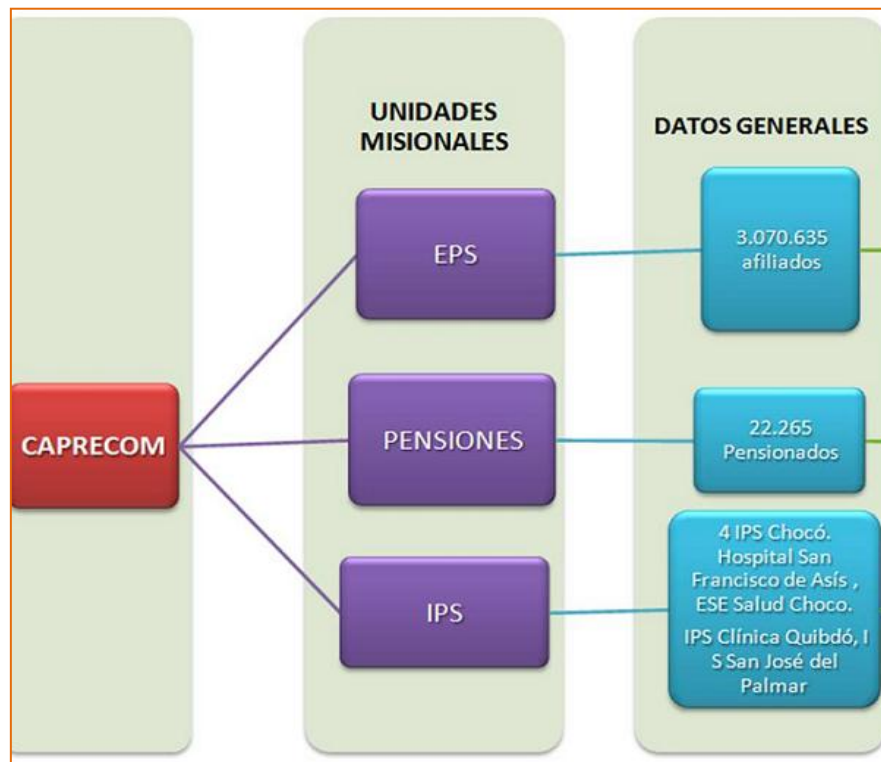 UNIDADES
MISIONALES
DATOS GENERALES
CAPRECOM
EPS
3.070.635
afiliados
PENSIONES
22.265
Pensionados
IPS
4 IPS Chocó.
Hospital San
Francisco de Asís ,
ESE Salud Choco.
IPS Clínica Quibdó, I
S San José del
Palmar